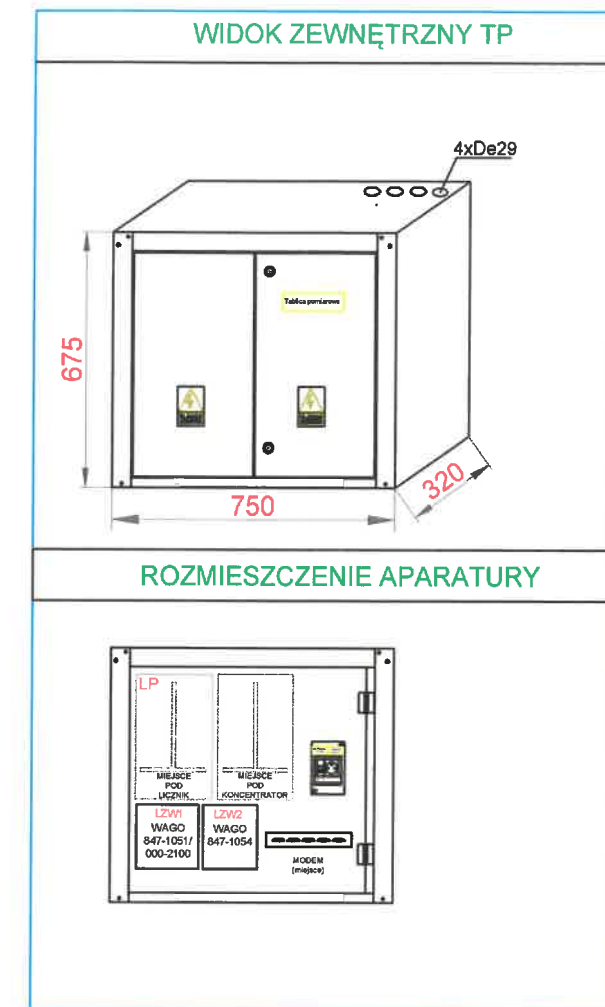 WIDOK ZEWNĘTRZNY TP
4xDe29
Tablica pomiarowa
675
750
320
ROZMIESZCZENIE APARATURY
LP
MIEJSCE
POD
LICZNIK
MIEJSCE
POD
KONCENTRATOR
LZW1
WAGO
847-1051/
000-2100
LZW2
WAGO
847-1054
MODEM
(miejsce)